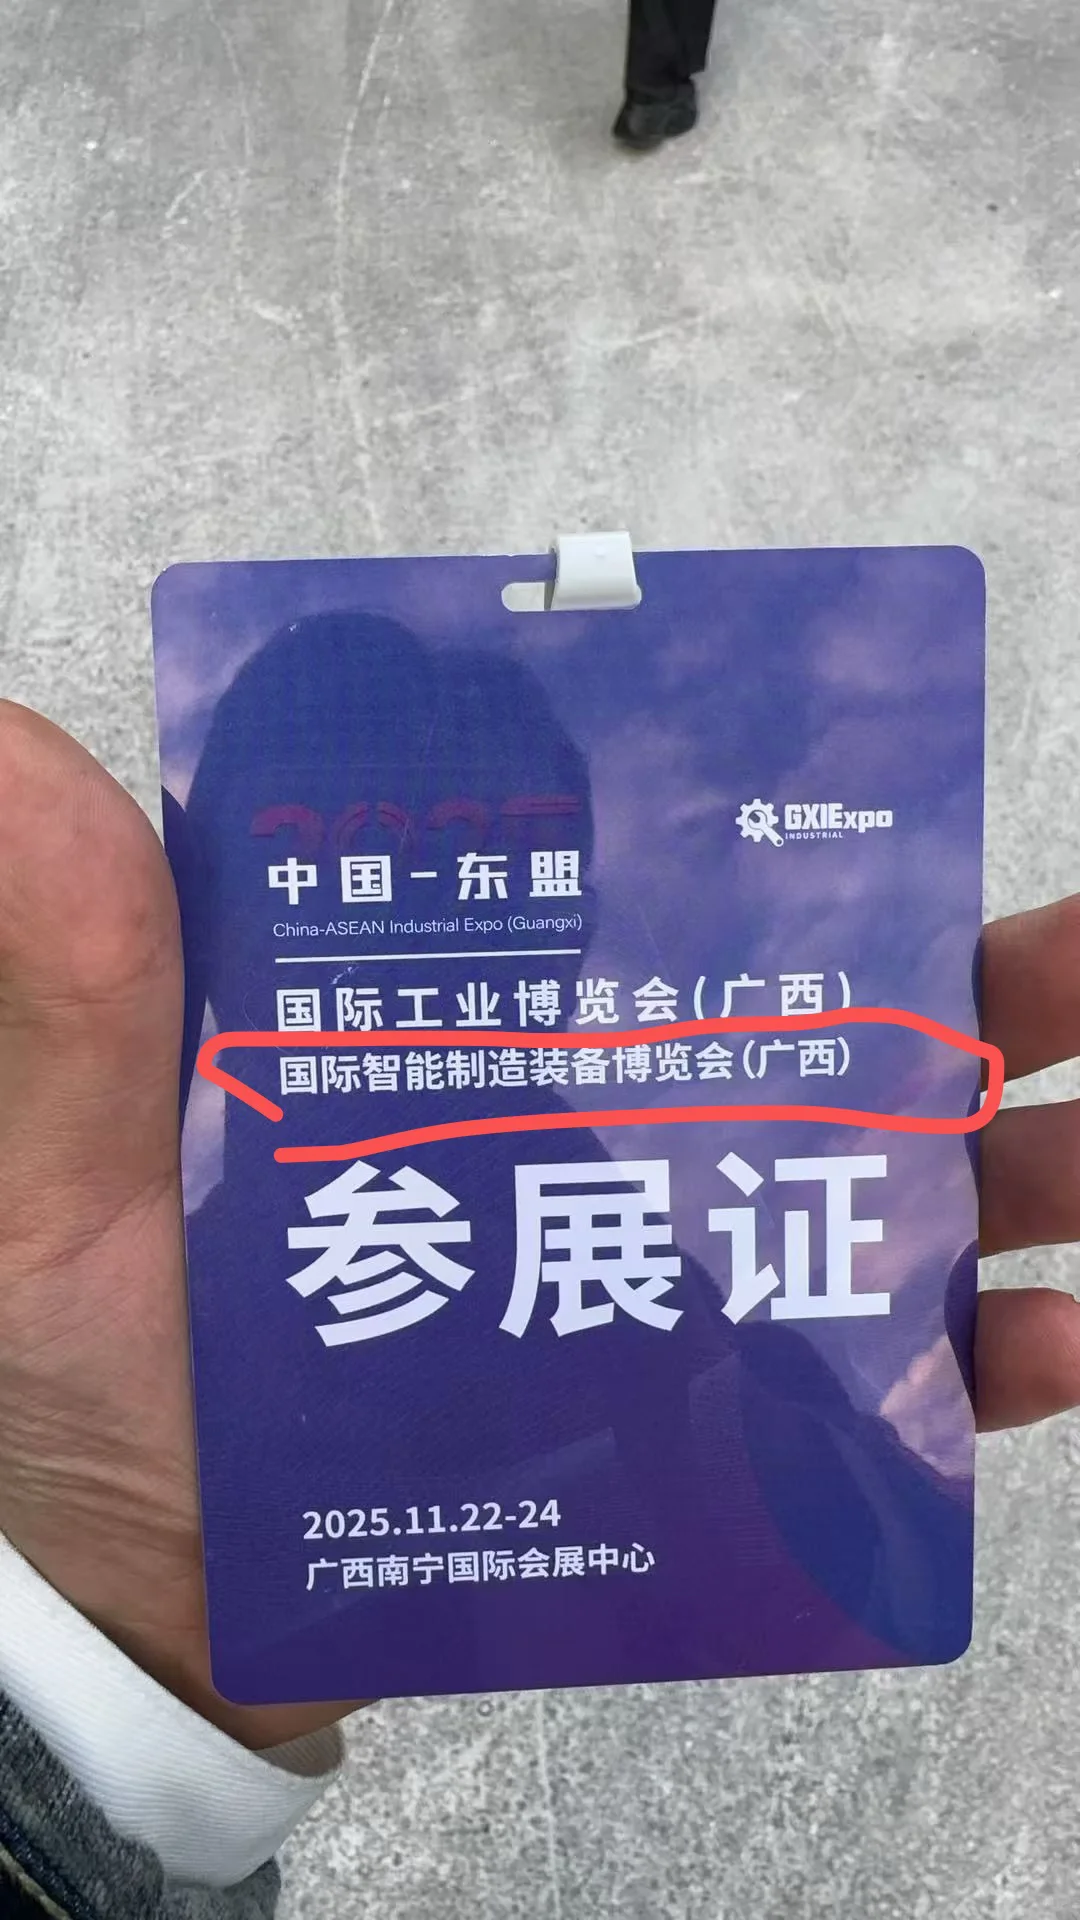 2025
GXIExpo
INDUSTRIAL
中国-东盟
China-ASEAN Industrial Expo (Guangxi)
国际工业博览会(广西)
国际智能制造装备博览会(广西)
参展证
2025.11.22-24
广西南宁国际会展中心